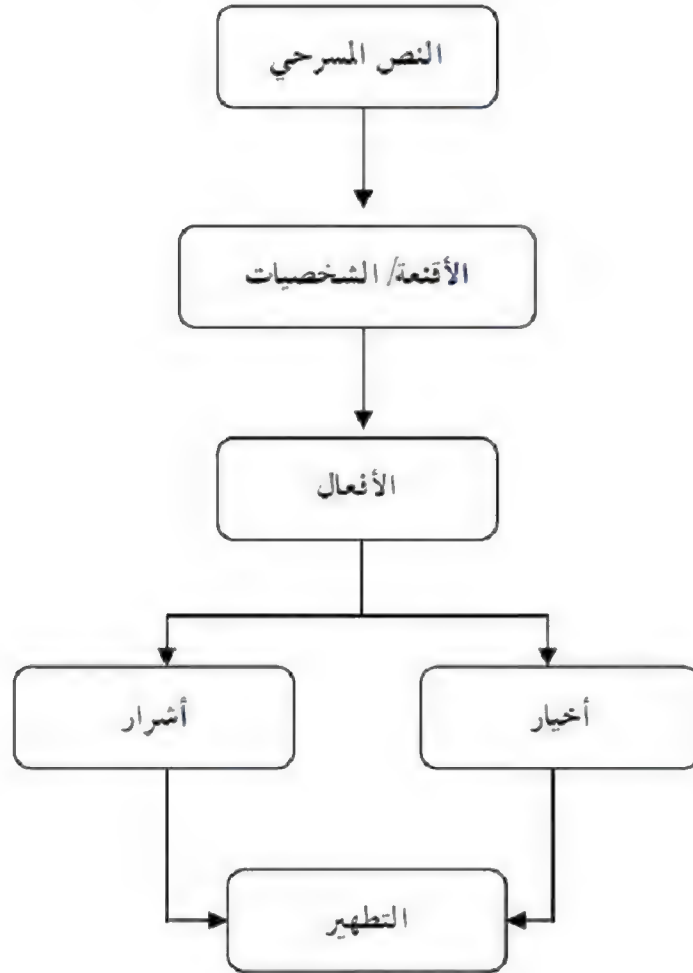 النص المسرحي
الأقنعة/ الشخصيات
الأفعال
أخيار
أشرار
التطهير